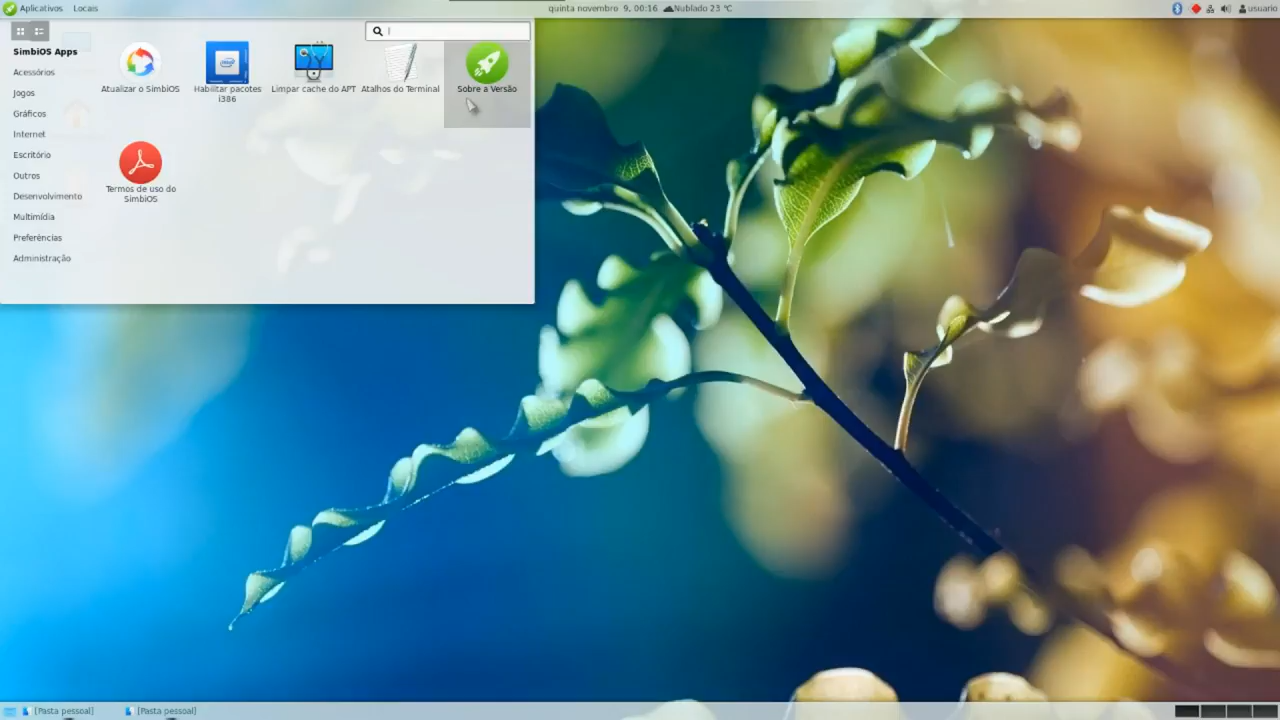 Aplicativos Locais quinta novembro 9, 00:16 Nublado 23 ℃ usuario
SimbiOS Apps
Acessórios
Jogos
Gráficos
Internet
Escritório
Outros
Desenvolvimento
Multimídia
Preferências
Administração
Atualizar o SimbiOS
Habilitar pacotes
i386
Limpar cache do APT
Atalhos do Terminal
Sobre a Versão
Termos de uso do
SimbiOS
[Pasta pessoal] [Pasta pessoal]